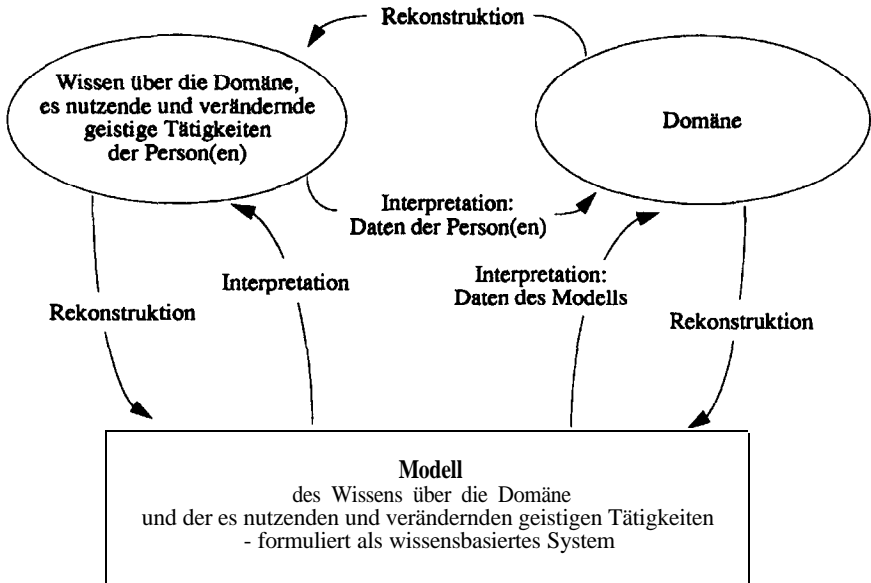 Rekonstruktion
Wissen über die Domäne,
es nutzende und verändernde
geistige Tätigkeiten
der Person(en)
Domäne
Interpretation:
Daten der Person(en)
Interpretation
Interpretation:
Daten des Modells
Rekonstruktion
Rekonstruktion
Modell
des Wissens über die Domäne
und der es nutzenden und verändernden geistigen Tätigkeiten
- formuliert als wissensbasiertes System